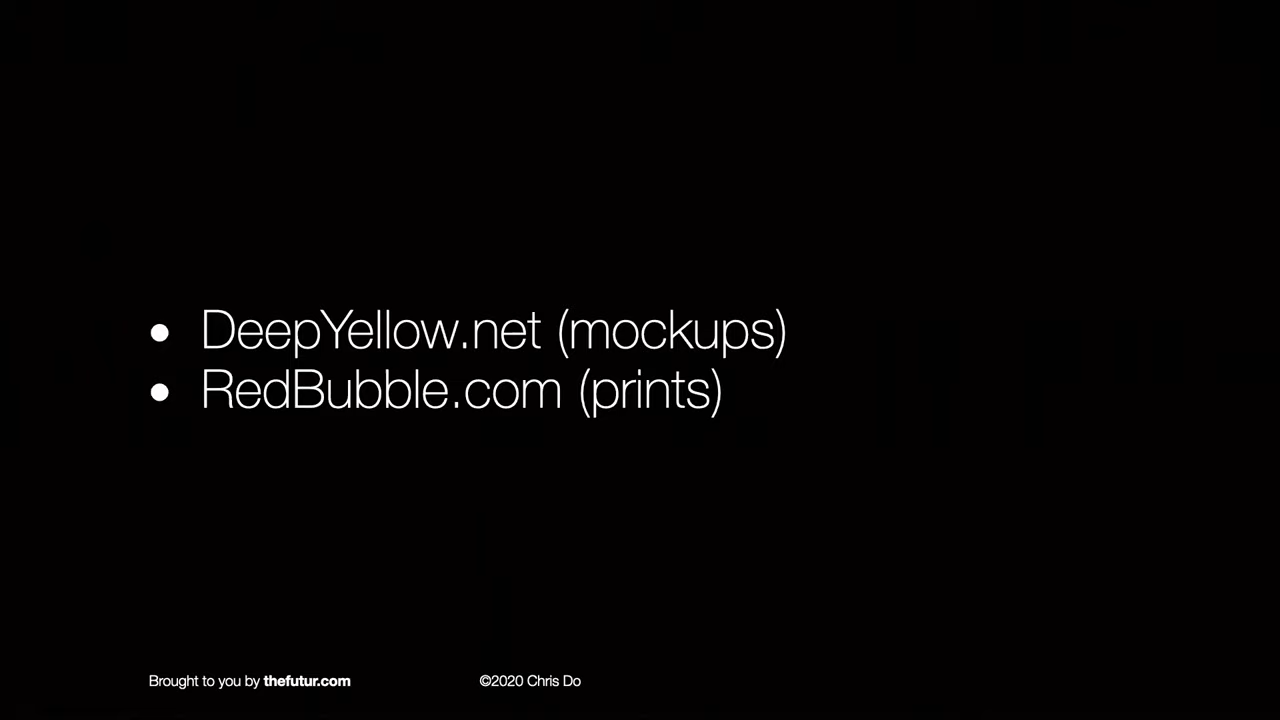 • DeepYellow.net (mockups)
• RedBubble.com (prints)
Brought to you by thefutur.com
©2020 Chris Do